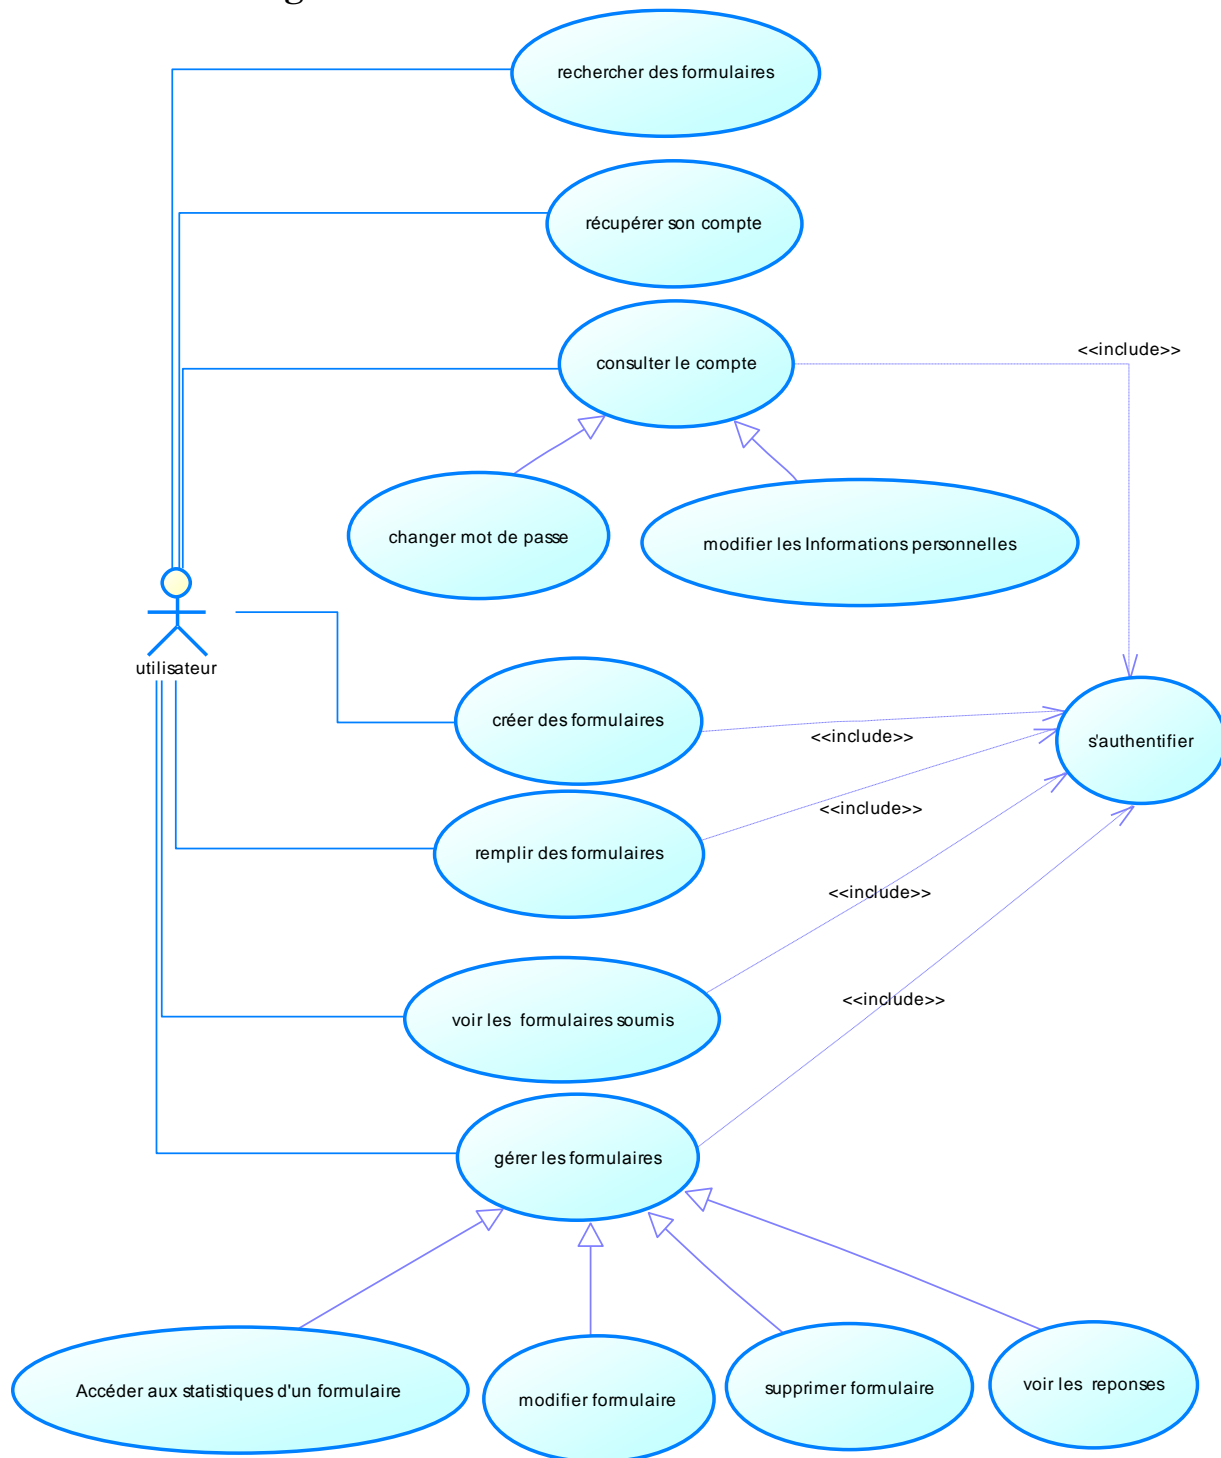 rechercher des formulaires
récupérer son compte
consulter le compte
<<include>>
changer mot de passe
modifier les Informations personnelles
utilisateur
créer des formulaires
<<include>>
s'authentifier
<<include>>
remplir des formulaires
<<include>>
voir les formulaires soumis
<<include>>
gérer les formulaires
Accéder aux statistiques d'un formulaire
modifier formulaire
supprimer formulaire
voir les reponses